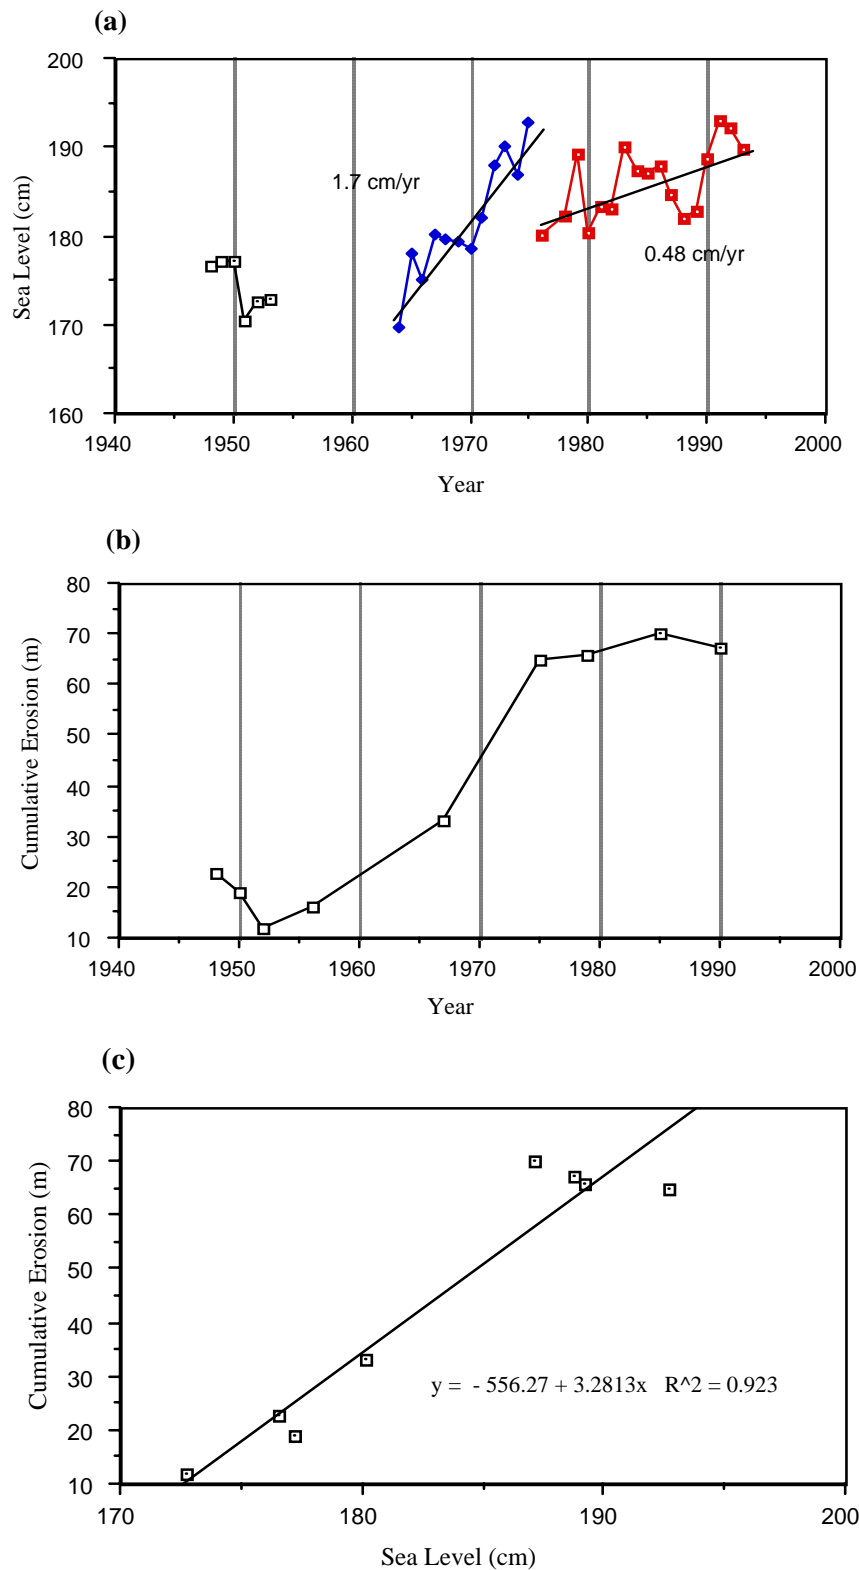 (a)
200
190
180
170
160
Sea Level (cm)
1.7 cm/yr
0.48 cm/yr
1940 1950 1960 1970 1980 1990 2000
Year
(b)
80
70
60
50
40
30
20
10
Cumulative Erosion (m)
1940 1950 1960 1970 1980 1990 2000
Year
(c)
80
70
60
50
40
30
20
10
Cumulative Erosion (m)
y = - 556.27 + 3.2813x R^2 = 0.923
170 180 190 200
Sea Level (cm)